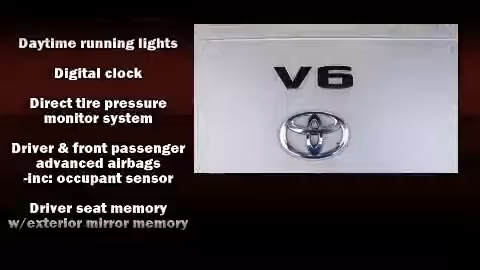 Daytime running lights
Digital clock
Direct tire pressure
monitor system
Driver & front passenger
advanced airbags
-inc: occupant sensor
Driver seat memory
w/exterior mirror memory
V6